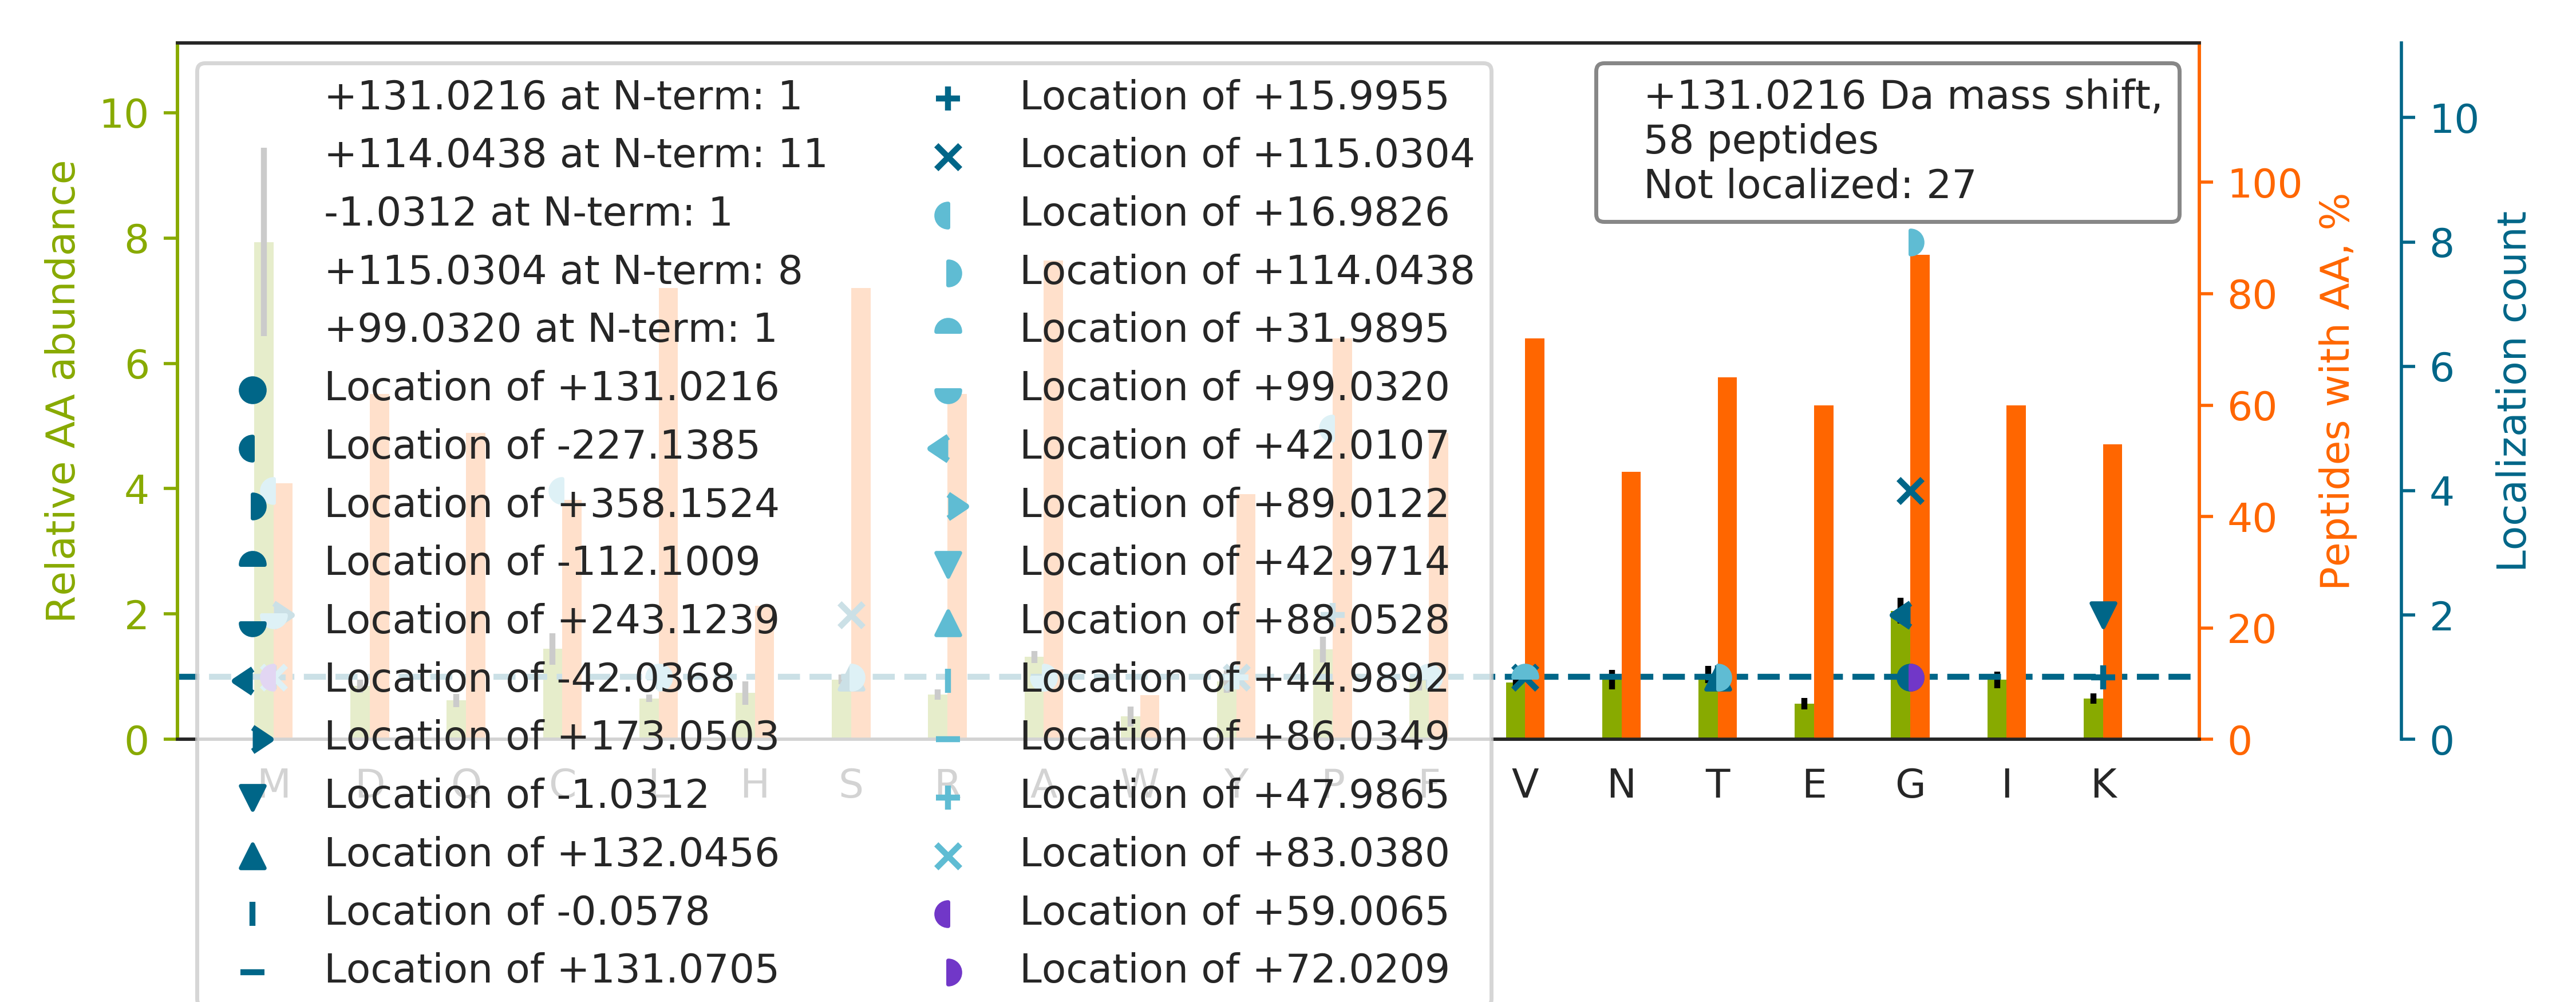 +131.0216 at N-term: 1
+114.0438 at N-term: 11
-1.0312 at N-term: 1
+115.0304 at N-term: 8
+99.0320 at N-term: 1
Location of +131.0216
Location of -227.1385
Location of +358.1524
Location of -112.1009
Location of +243.1239
Location of -42.0368
Location of +173.0503
Location of -1.0312
Location of +132.0456
Location of -0.0578
Location of +131.0705
Location of +15.9955
Location of +115.0304
Location of +16.9826
Location of +114.0438
Location of +31.9895
Location of +99.0320
Location of +42.0107
Location of +89.0122
Location of +42.9714
Location of +88.0528
Location of +44.9892
Location of +86.0349
Location of +47.9865
Location of +83.0380
Location of +59.0065
Location of +72.0209
+131.0216 Da mass shift,
58 peptides
Not localized: 27
Relative AA abundance
10
8
6
4
2
0
M D Q C L H S R A W Y P F V N T E G I K
100
80
60
40
20
0
Peptides with AA, %
10
8
6
4
2
0
Localization count